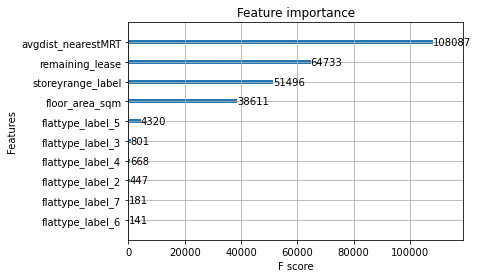 Feature importance
Features
avgdist_nearestMRT 108087
remaining_lease 64733
storeyrange_label 51496
floor_area_sqm 38611
flattype_label_5 4320
flattype_label_3 801
flattype_label_4 668
flattype_label_2 447
flattype_label_7 181
flattype_label_6 141
0 20000 40000 60000 80000 100000
F score